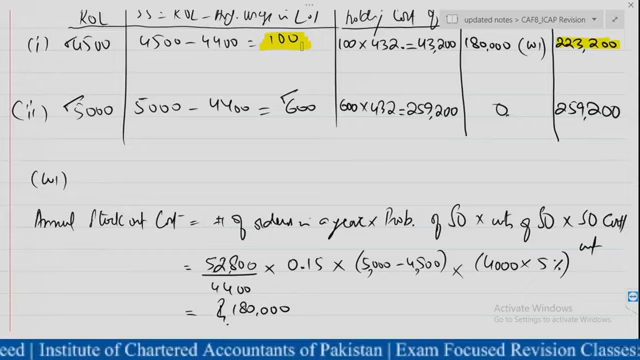 ROL SS = ROL - Avg. usage in L.T Holding Cost of
updated notes - CAF8_ICAP Revision
(i) 4500 4500 - 4400 = 100 100 x 432 = 43,200 180,000 (W1) 223,200
(ii) 5000 5000 - 4400 = 600 600 x 432 = 259,200 0 259,200
(W1)
Annual Stock out Cost = # of orders in a year x Prob. of SO x units of SO x SO Cost
unit
= 52,800 x 0.15 x (5,000 - 4,500) x (4000 x 5%)
4400
= 180,000
Activate Windows
Go to Settings to activate Windows.
eed | Institute of Chartered Accountants of Pakistan | Exam Focused Revision Classes